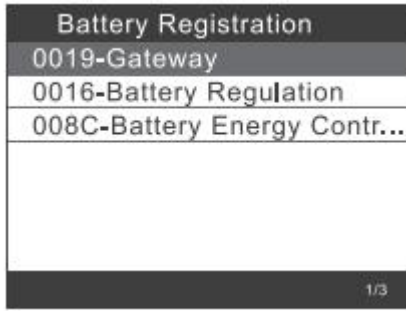 Battery Registration
0019-Gateway
0016-Battery Regulation
008C-Battery Energy Contr...
1/3